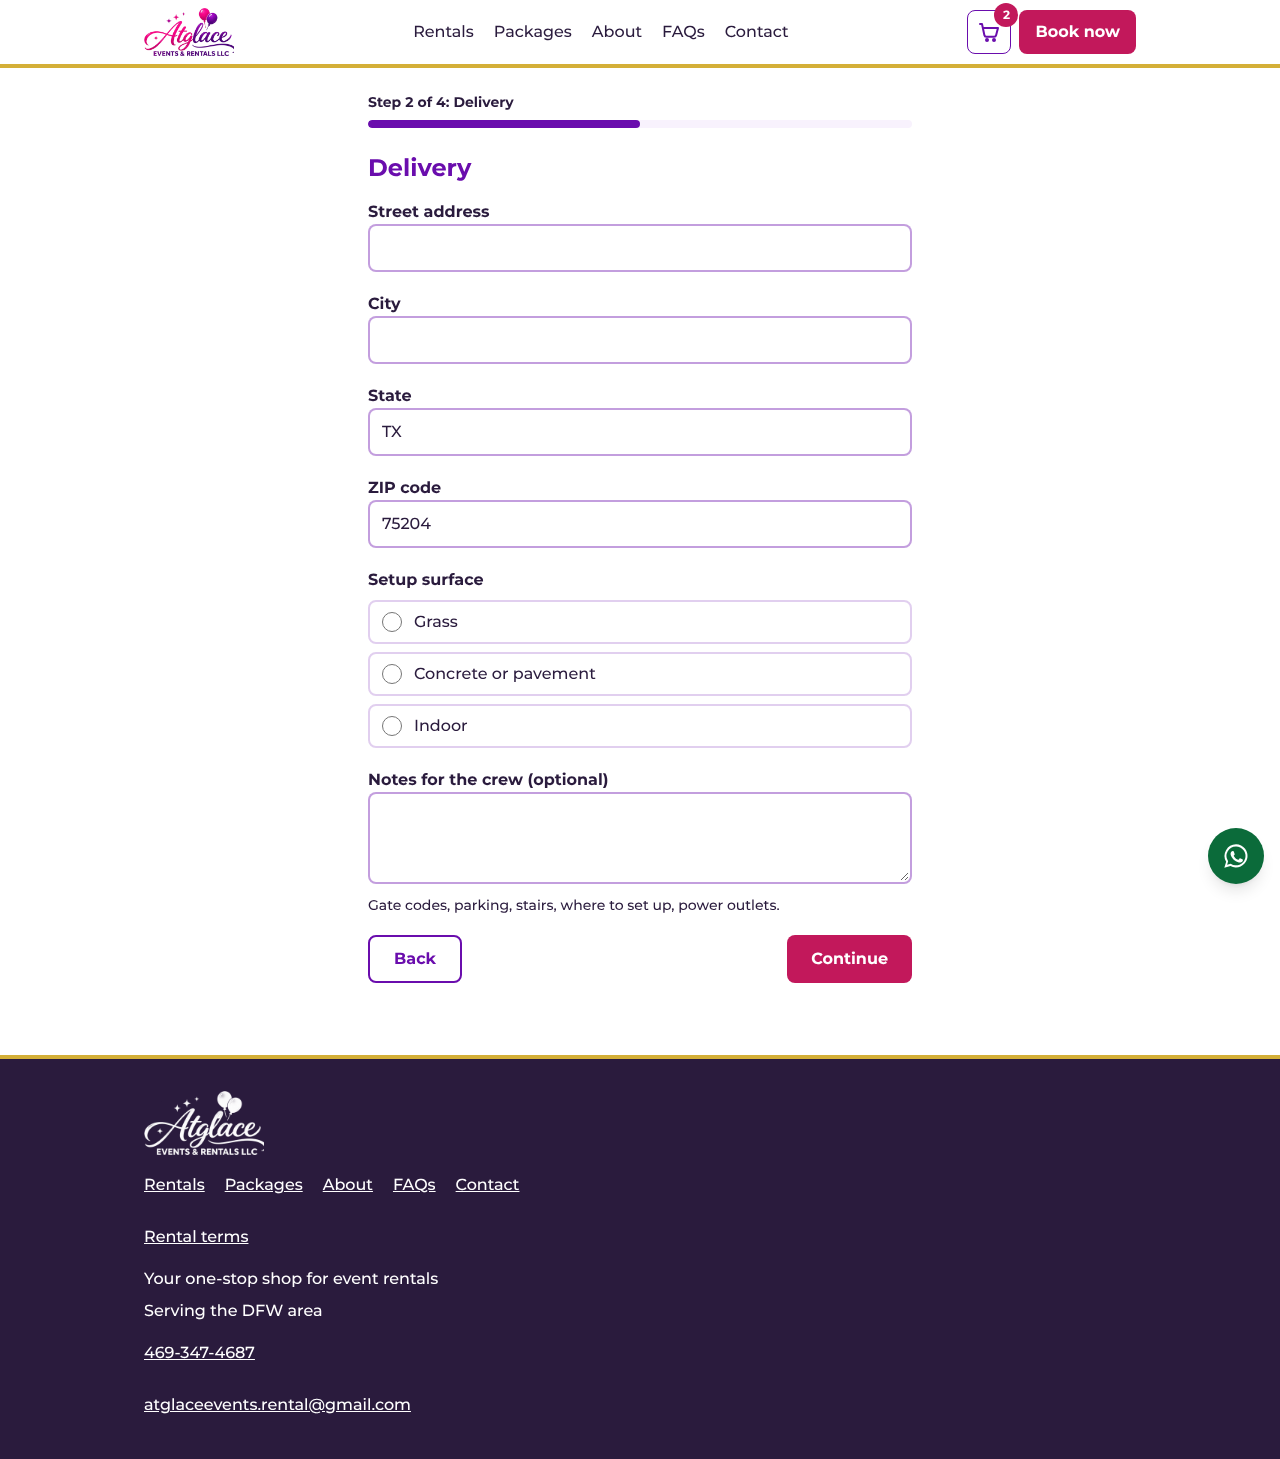 Atglace
EVENTS & RENTALS LLC
Rentals
Packages
About
FAQs
Contact
2
Book now
Step 2 of 4: Delivery
Delivery
Street address
City
State
TX
ZIP code
75204
Setup surface
Grass
Concrete or pavement
Indoor
Notes for the crew (optional)
Gate codes, parking, stairs, where to set up, power outlets.
Back
Continue
Atglace
EVENTS & RENTALS LLC
Rentals
Packages
About
FAQs
Contact
Rental terms
Your one-stop shop for event rentals
Serving the DFW area
469-347-4687
atglaceevents.rental@gmail.com